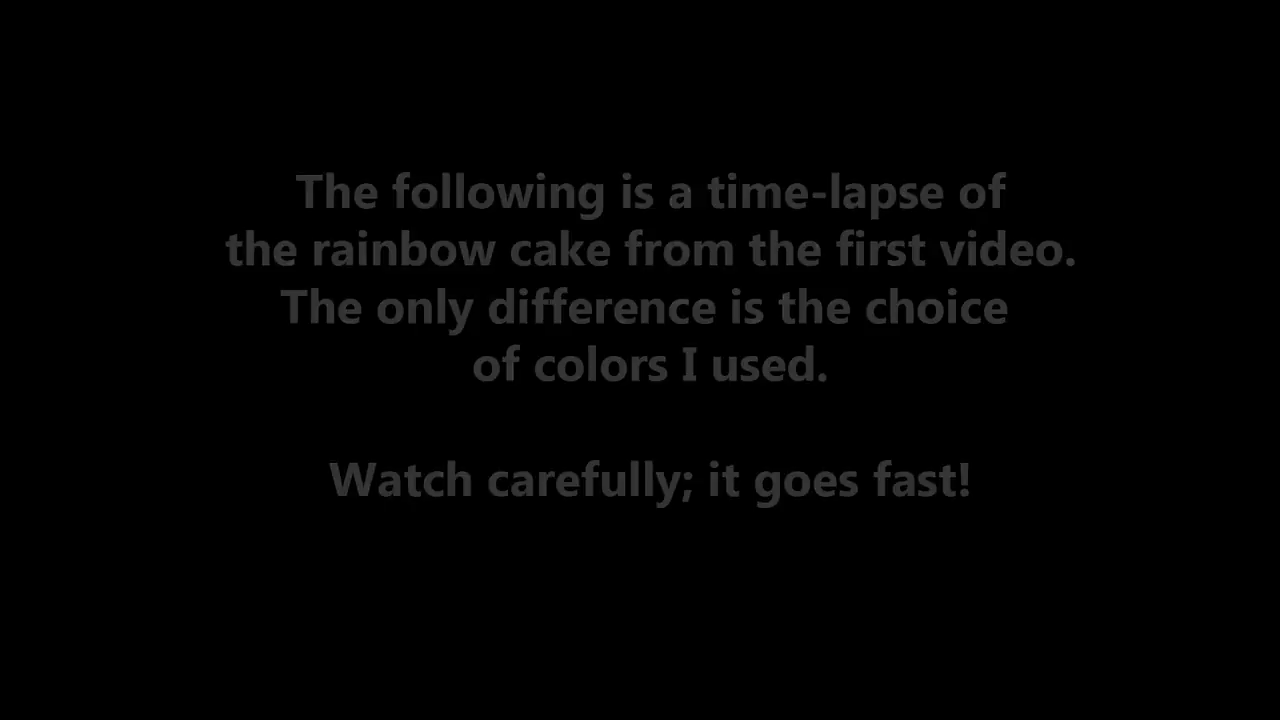 The following is a time-lapse of
the rainbow cake from the first video.
The only difference is the choice
of colors I used.
Watch carefully; it goes fast!